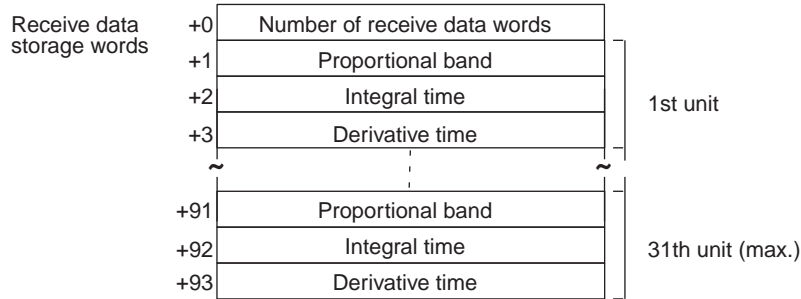 Receive data
storage words
+0 Number of receive data words
+1 Proportional band
+2 Integral time
+3 Derivative time
1st unit
~ ~
+91 Proportional band
+92 Integral time
+93 Derivative time
31th unit (max.)